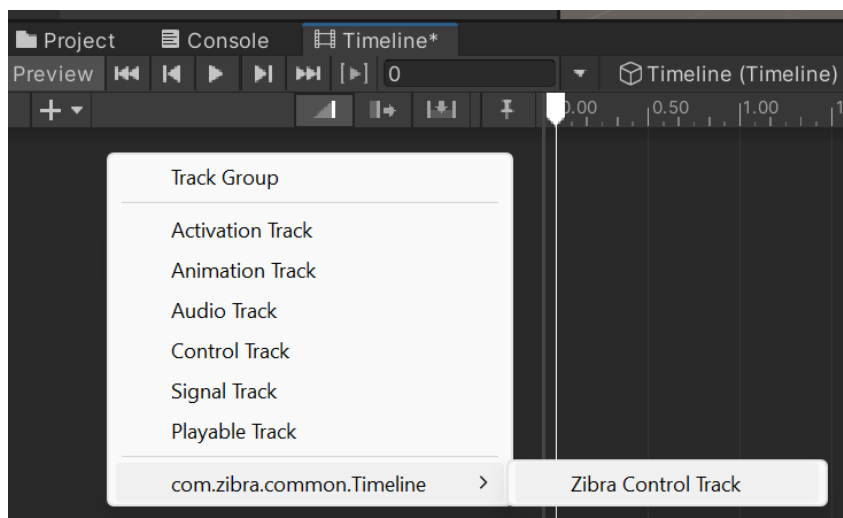 Project Console Timeline*
Preview 0 Timeline (Timeline)
0.00 0.50 1.00
Track Group
Activation Track
Animation Track
Audio Track
Control Track
Signal Track
Playable Track
com.zibra.common.Timeline Zibra Control Track